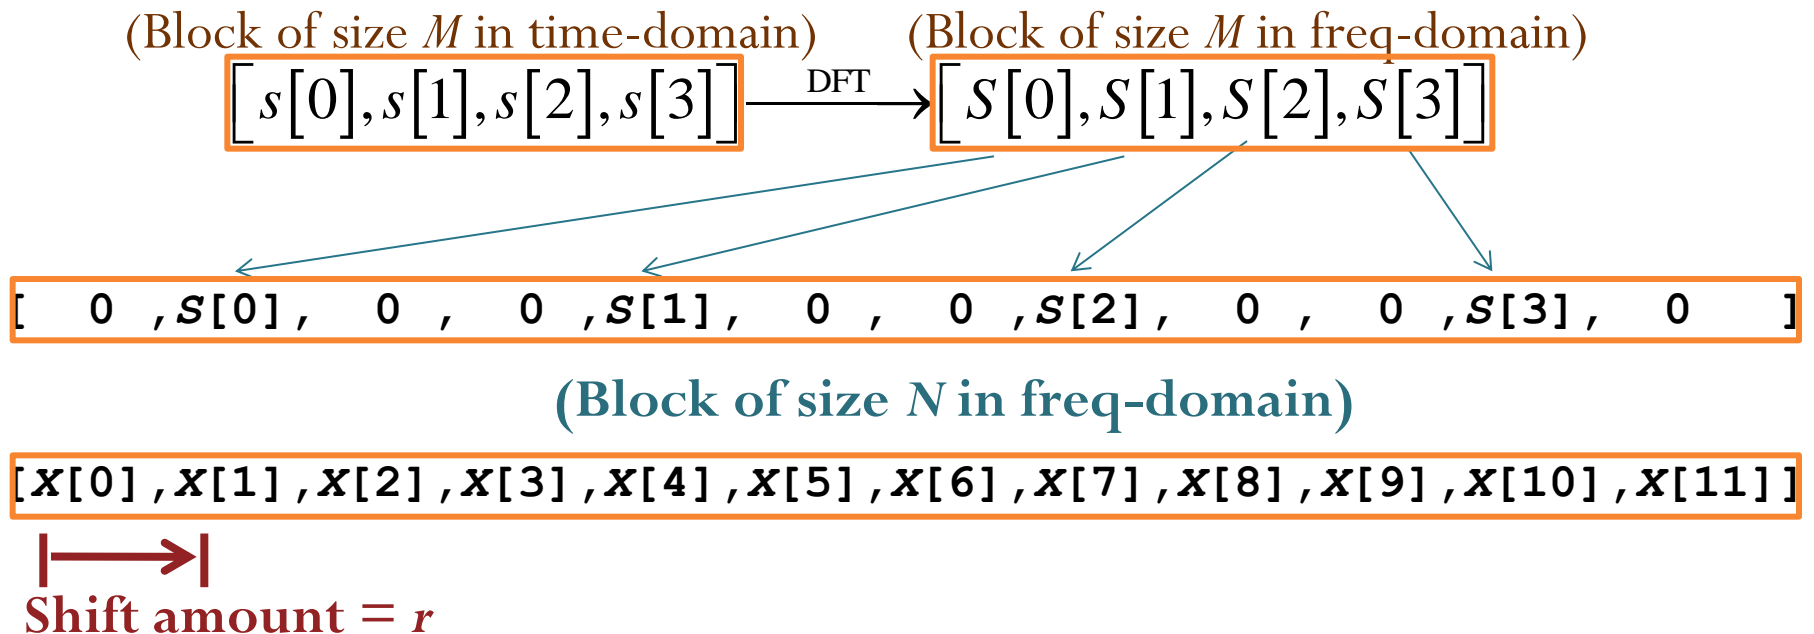 (Block of size M in time-domain) (Block of size M in freq-domain)
[s[0],s[1],s[2],s[3]] DFT [S[0],S[1],S[2],S[3]]
[ 0 ,S[0], 0 , 0 ,S[1], 0 , 0 ,S[2], 0 , 0 ,S[3], 0 ]
(Block of size N in freq-domain)
[X[0],X[1],X[2],X[3],X[4],X[5],X[6],X[7],X[8],X[9],X[10],X[11]]
Shift amount = r